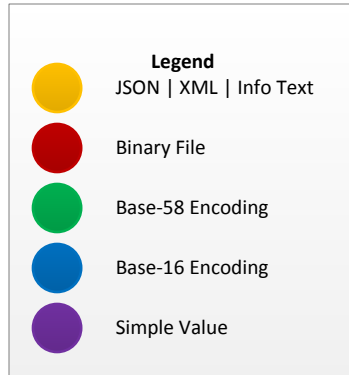 Legend
JSON | XML | Info Text
Binary File
Base-58 Encoding
Base-16 Encoding
Simple Value